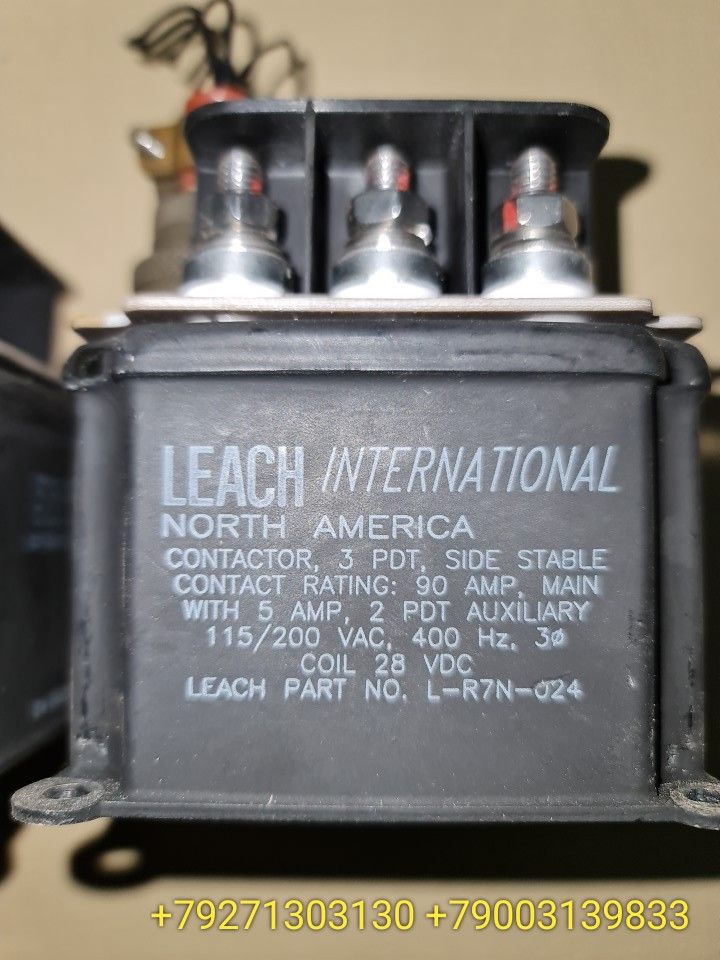 LEACH INTERNATIONAL
NORTH AMERICA
CONTACTOR, 3 PDT, SIDE STABLE
CONTACT RATING: 90 AMP, MAIN
WITH 5 AMP, 2 PDT AUXILIARY
115/200 VAC, 400 Hz, 3ø
COIL 28 VDC
LEACH PART NO. L-R7N-024
+79271303130 +79003139833